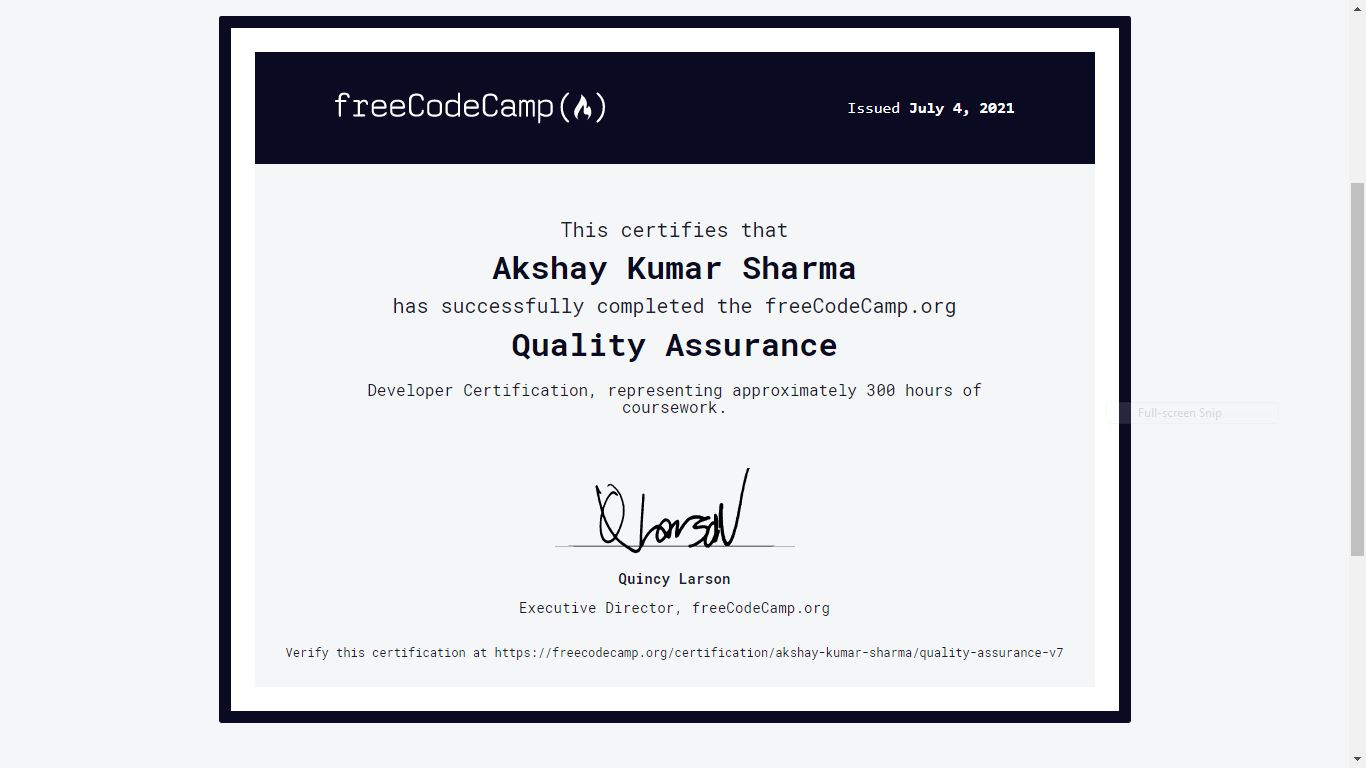 freeCodeCamp(🔥)
Issued July 4, 2021
This certifies that
Akshay Kumar Sharma
has successfully completed the freeCodeCamp.org
Quality Assurance
Developer Certification, representing approximately 300 hours of
coursework.
Q Larson
Quincy Larson
Executive Director, freeCodeCamp.org
Verify this certification at https://freecodecamp.org/certification/akshay-kumar-sharma/quality-assurance-v7
Full-screen Snip